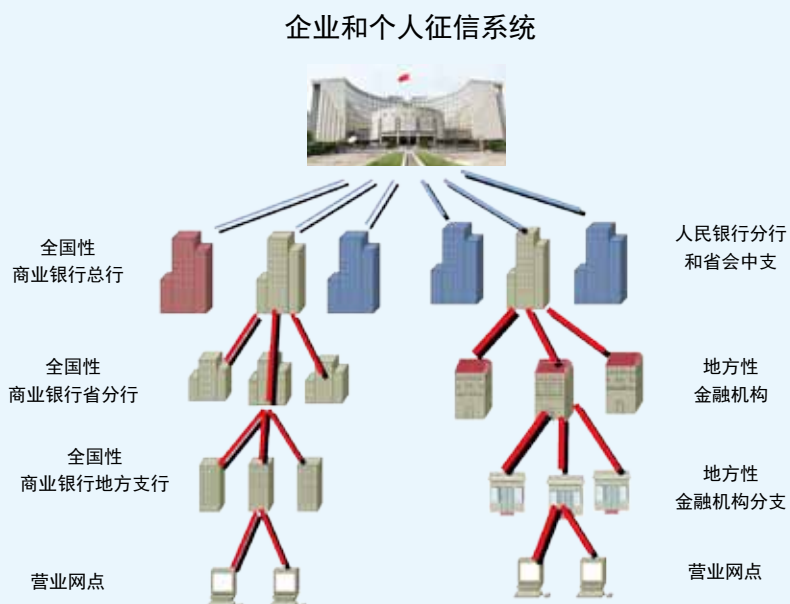 企业和个人征信系统
全国性
商业银行总行
人民银行分行
和省会中支
全国性
商业银行省分行
地方性
金融机构
全国性
商业银行地方支行
地方性
金融机构分支
营业网点
营业网点